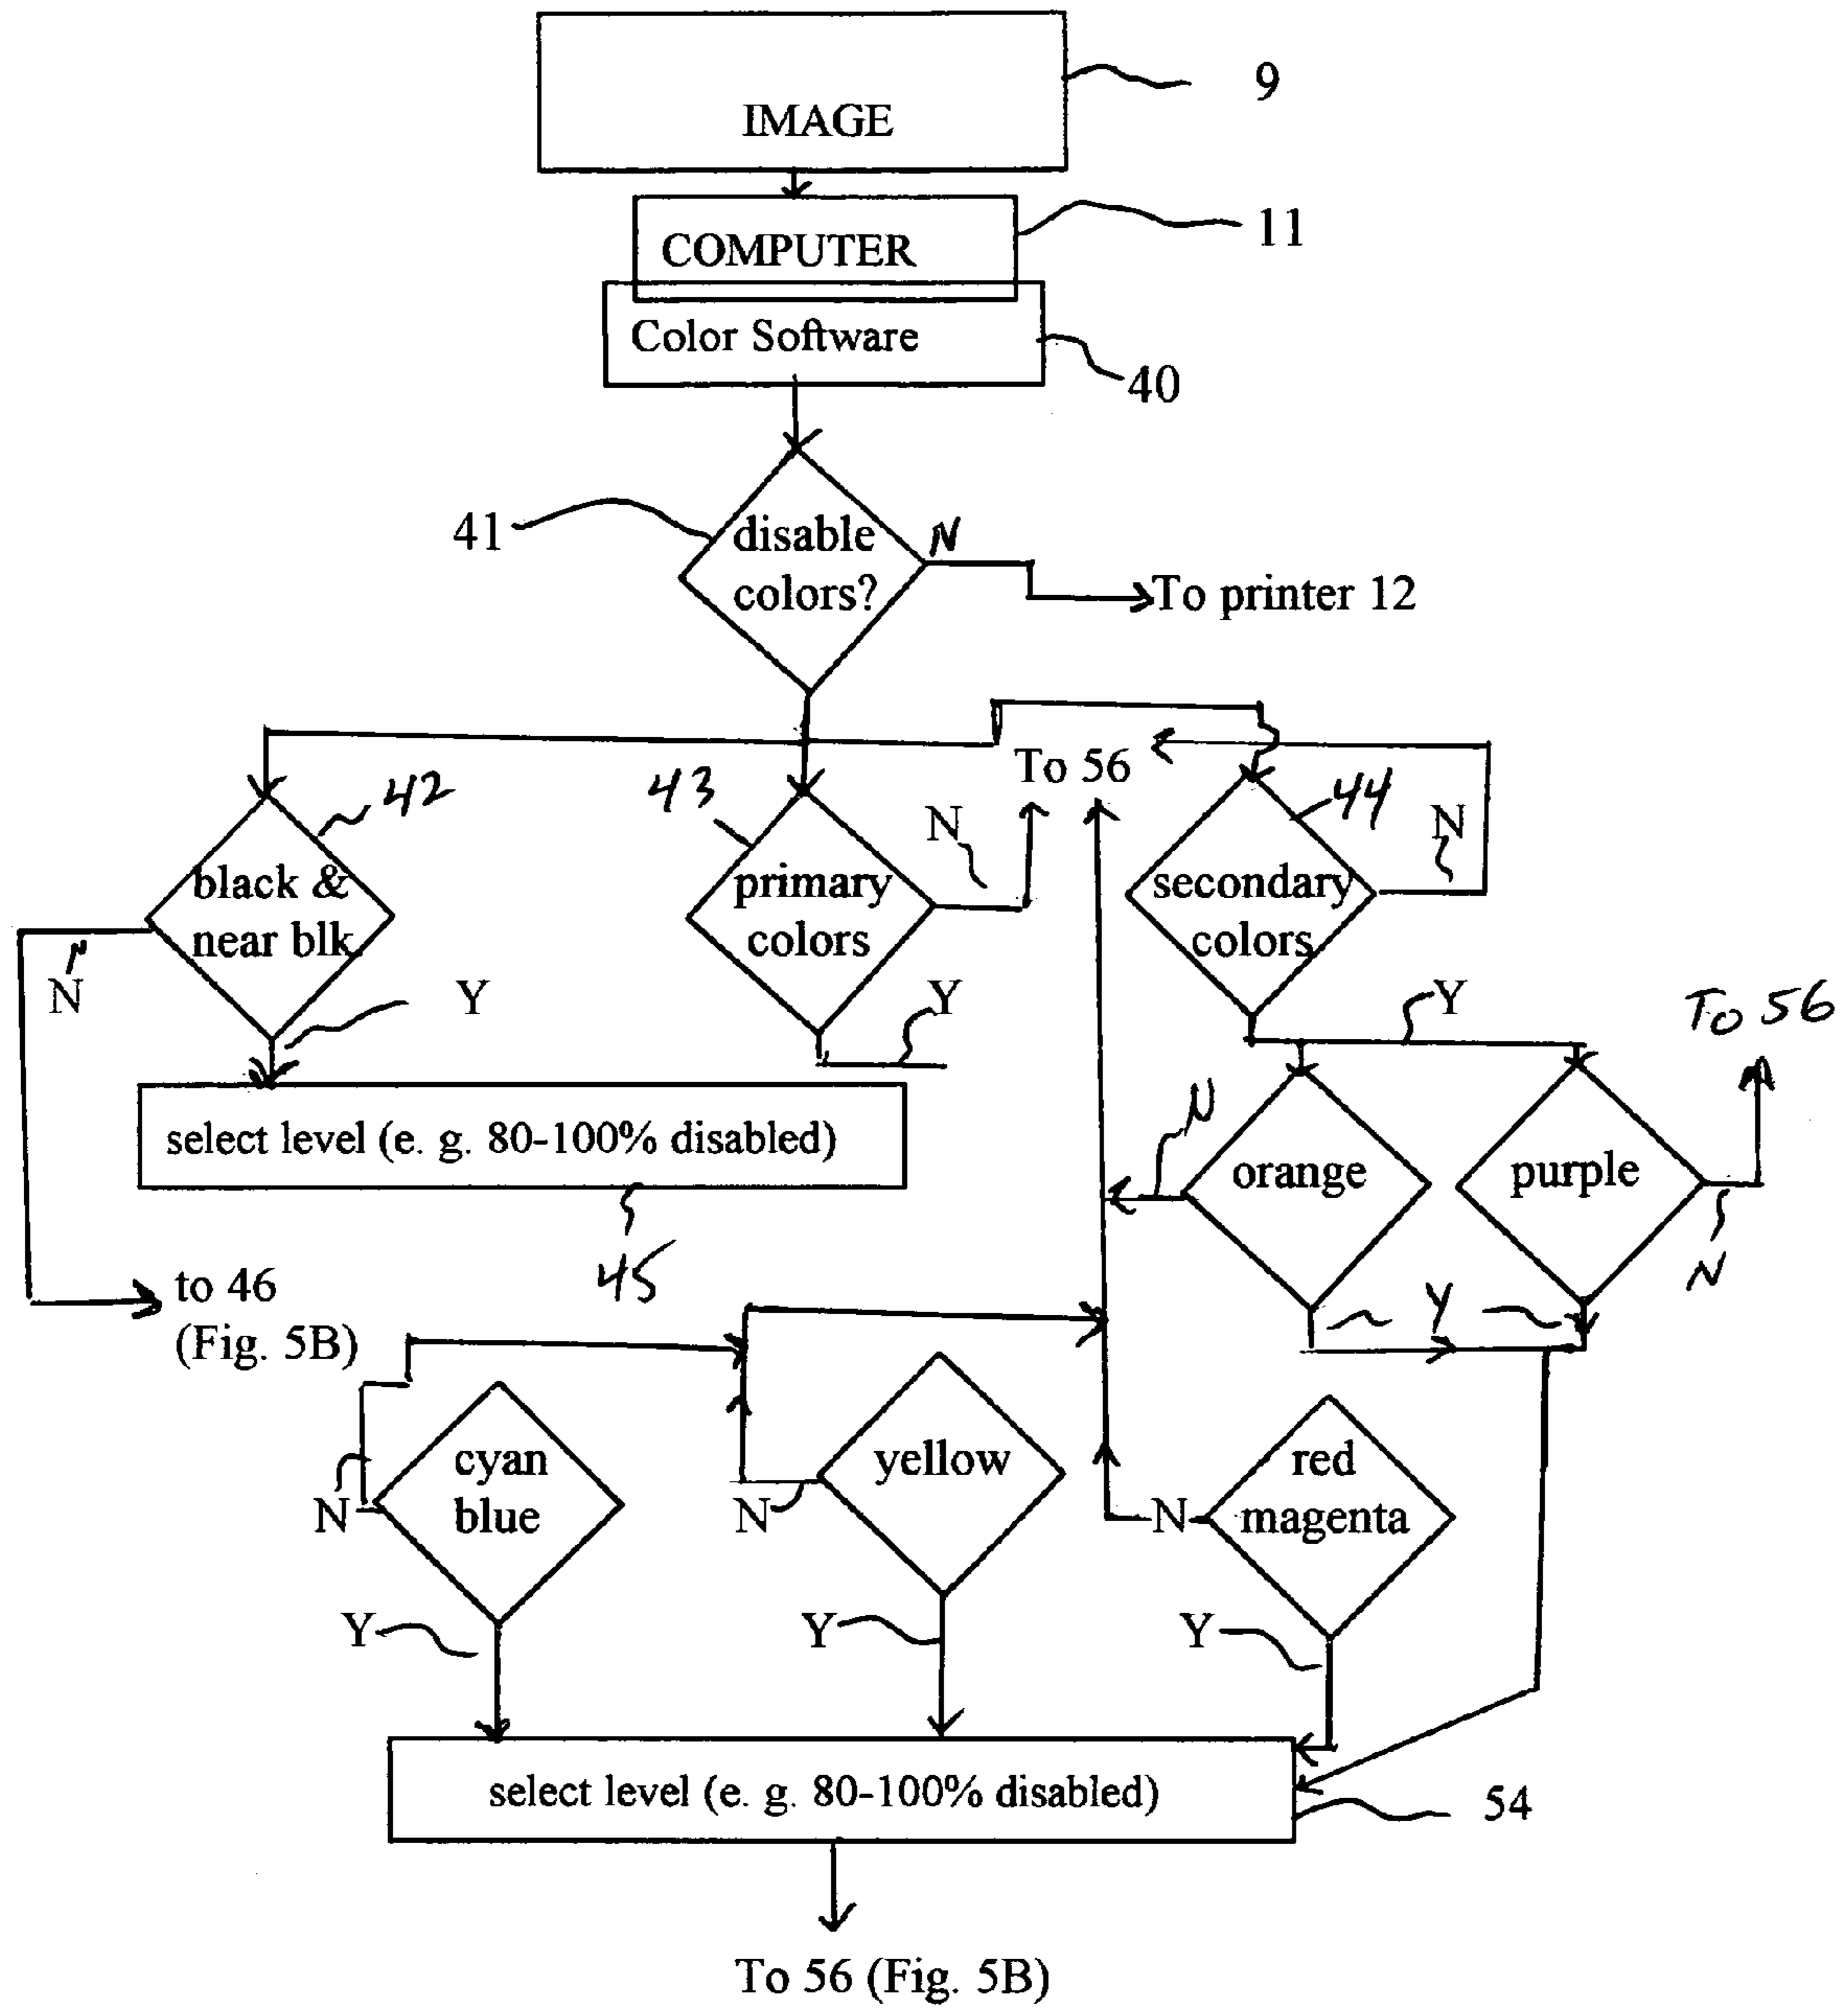 IMAGE
9
COMPUTER
11
Color Software
40
41
disable
colors?
N
To printer 12
42
43
To 56
44
N
N
black &
near blk
primary
colors
secondary
colors
N
Y
Y
Y
To 56
select level (e. g. 80-100% disabled)
45
N
orange
purple
N
to 46
(Fig. 5B)
Y
cyan
blue
N
yellow
N
red
magenta
N
Y
Y
Y
select level (e. g. 80-100% disabled)
54
To 56 (Fig. 5B)